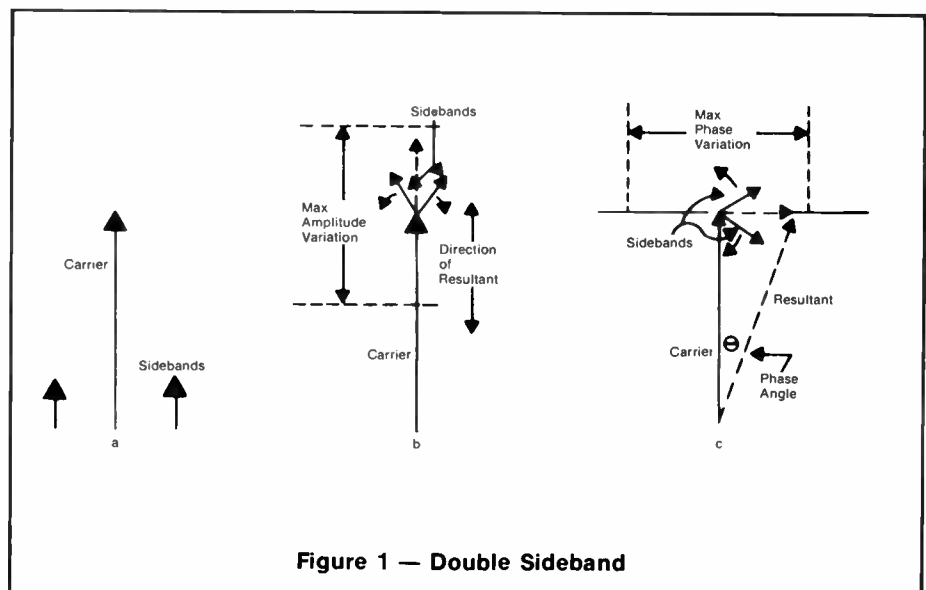 Carrier
Sidebands
a
Sidebands
Max
Amplitude
Variation
Direction
of
Resultant
Carrier
b
Max
Phase
Variation
Sidebands
Resultant
Carrier
Θ
Phase
Angle
c
Figure 1 — Double Sideband